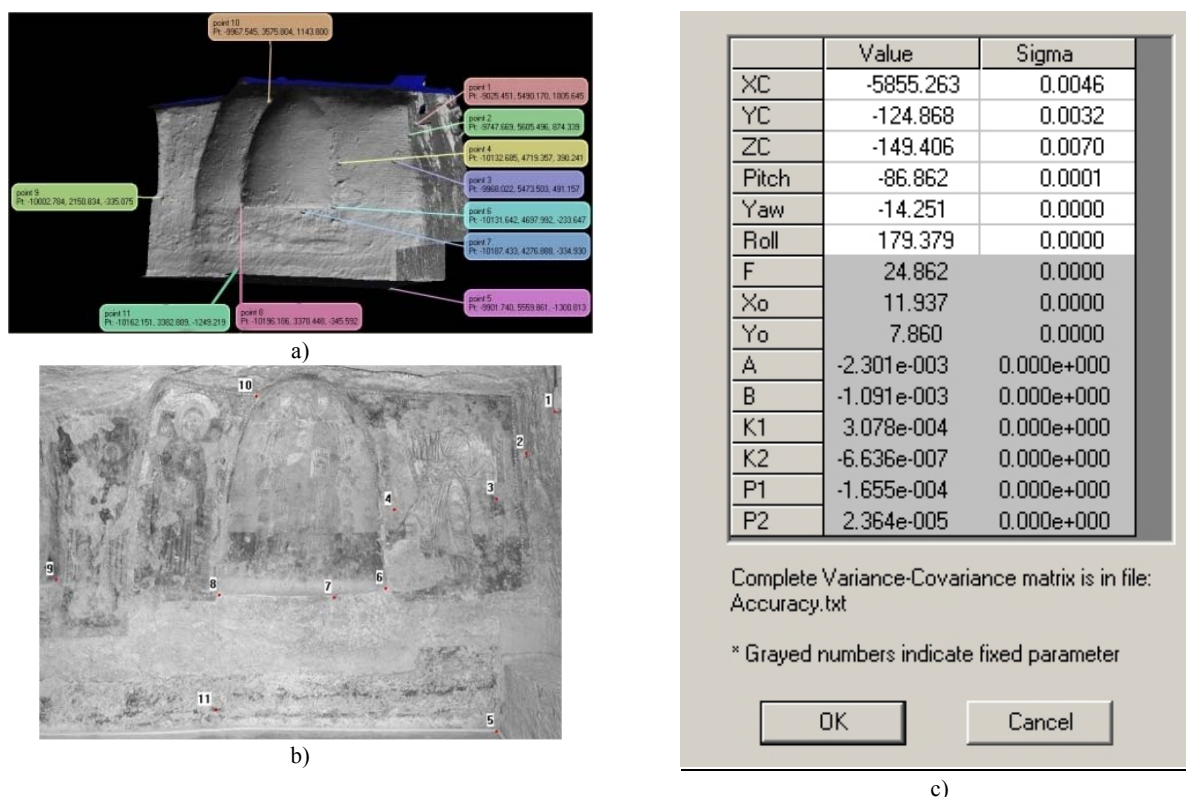 point 10
Pt: -9967.545, 3575.804, 1143.800
point 1
Pt: -9025.451, 5490.170, 1805.645
point 2
Pt: -9747.669, 5605.496, 874.339
point 4
Pt: -10132.685, 4719.357, 390.241
point 3
Pt: -9968.022, 5473.503, 491.157
point 9
Pt: -10002.784, 2150.834, -335.075
point 6
Pt: -10131.642, 4697.992, -233.647
point 7
Pt: -10187.433, 4276.888, -334.930
point 5
Pt: -9901.740, 5559.861, -1300.813
point 11
Pt: -10162.151, 3382.889, -1249.219
point 8
Pt: -10196.186, 3370.448, -345.592
a)
10
1
2
3
4
9
8
7
6
11
5
b)
Value Sigma
XC -5855.263 0.0046
YC -124.868 0.0032
ZC -149.406 0.0070
Pitch -86.862 0.0001
Yaw -14.251 0.0000
Roll 179.379 0.0000
F 24.862 0.0000
Xo 11.937 0.0000
Yo 7.860 0.0000
A -2.301e-003 0.000e+000
B -1.091e-003 0.000e+000
K1 3.078e-004 0.000e+000
K2 -6.636e-007 0.000e+000
P1 -1.655e-004 0.000e+000
P2 2.364e-005 0.000e+000
Complete Variance-Covariance matrix is in file:
Accuracy.txt
* Grayed numbers indicate fixed parameter
OK Cancel
c)